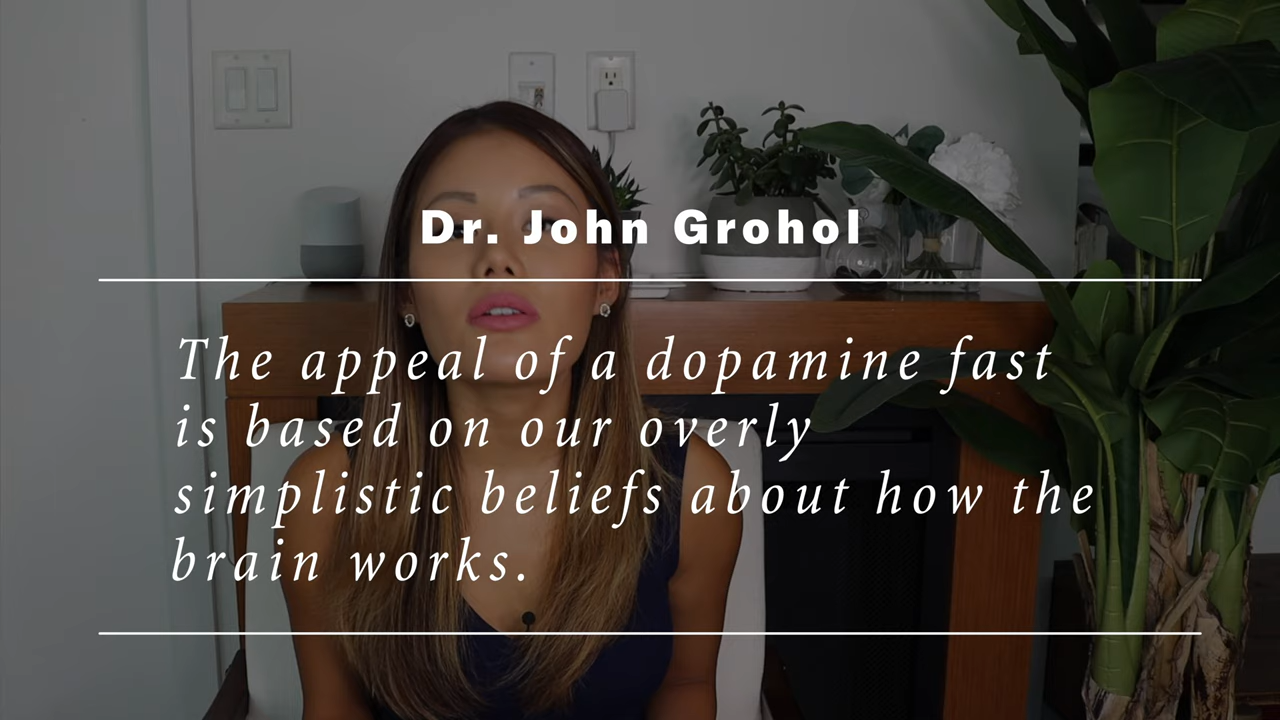 Dr. John Grohol
The appeal of a dopamine fast
is based on our overly
simplistic beliefs about how the
brain works.